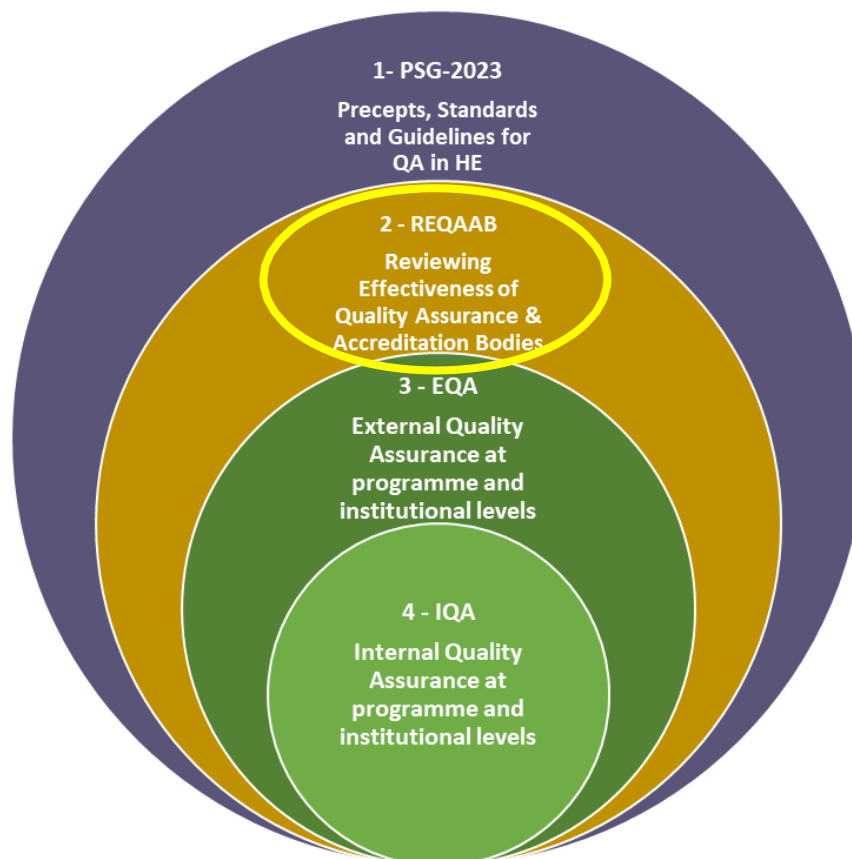 1- PSG-2023
Precepts, Standards
and Guidelines for
QA in HE
2 - REQAAB
Reviewing
Effectiveness of
Quality Assurance &
Accreditation Bodies
3 - EQA
External Quality
Assurance at
programme and
institutional levels
4 - IQA
Internal Quality
Assurance at
programme and
institutional levels